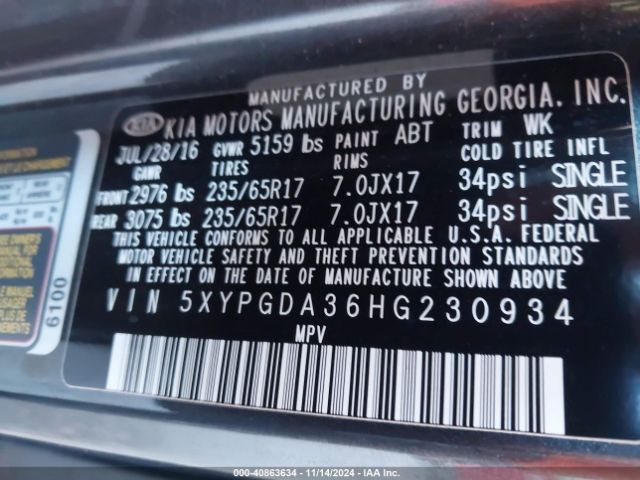 MANUFACTURED BY
KIA KIA MOTORS MANUFACTURING GEORGIA, INC.
JUL/28/16 GVWR 5159 lbs PAINT ABT TRIM WK
GAWR TIRES RIMS COLD TIRE INFL
FRONT 2976 lbs 235/65R17 7.0JX17 34psi SINGLE
REAR 3075 lbs 235/65R17 7.0JX17 34psi SINGLE
THIS VEHICLE CONFORMS TO ALL APPLICABLE U.S.A. FEDERAL
MOTOR VEHICLE SAFETY AND THEFT PREVENTION STANDARDS
IN EFFECT ON THE DATE OF MANUFACTURE SHOWN ABOVE
VIN 5XYPGDA36HG230934
MPV
6100
000-40863634 - 11/14/2024 - IAA Inc.